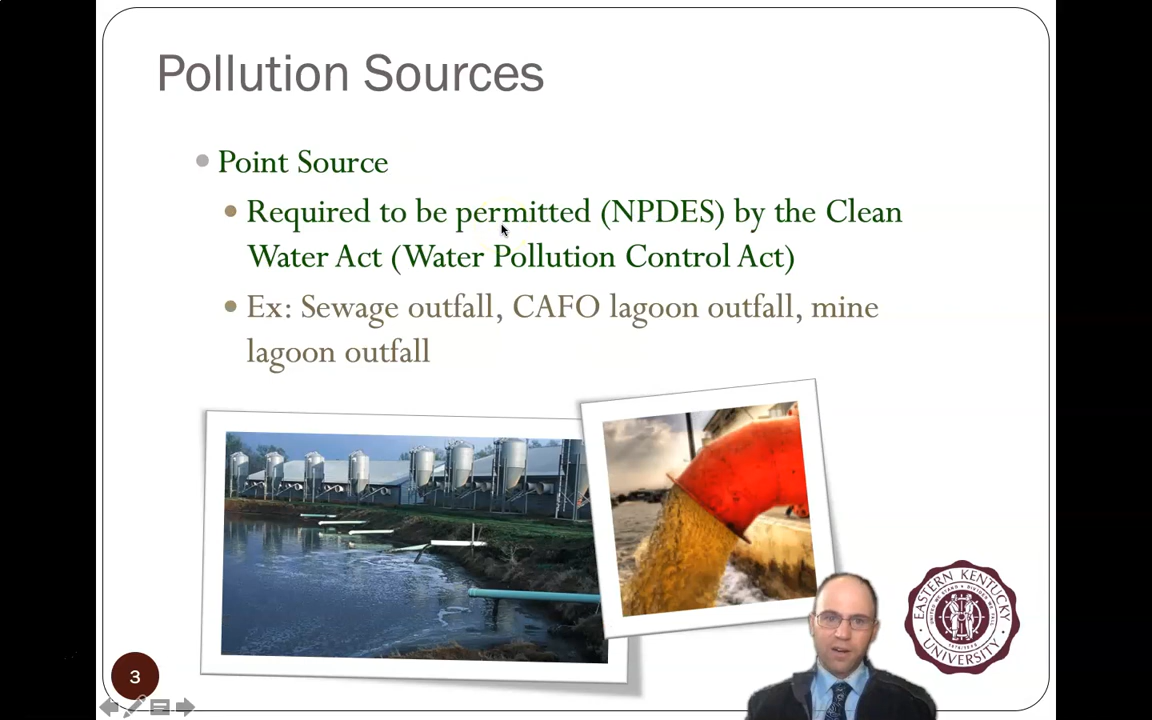 Pollution Sources
Point Source
Required to be permitted (NPDES) by the Clean
Water Act (Water Pollution Control Act)
Ex: Sewage outfall, CAFO lagoon outfall, mine
lagoon outfall
EASTERN KENTUCKY
UNIVERSITY
3